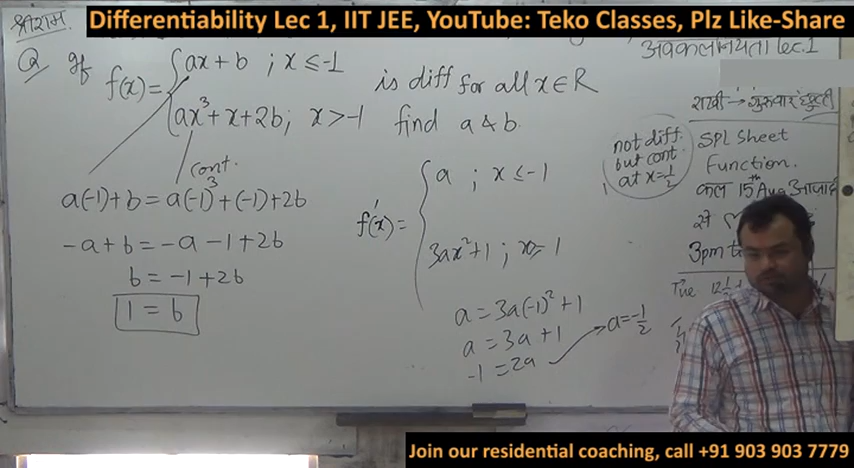 Differentiability Lec 1, IIT JEE, YouTube: Teko Classes, Plz Like-Share
श्रीराम.
अवकलनीयता Lec.1
Q If f(x) = { ax + b ; x ≤ -1
ax³ + x + 2b ; x > -1
is diff for all x ∈ R
find a & b.
cont.
a(-1) + b = a(-1)³ + (-1) + 2b
-a + b = -a - 1 + 2b
b = -1 + 2b
1 = b
f'(x) = { a ; x ≤ -1
3ax² + 1 ; x
a = 3a(-1)² + 1
a = 3a + 1
-1 = 2a
a = -1/2
not diff.
but cont.
at x = 1/2
राखी → गुरुवार छुट्टी
SPL Sheet
Function.
कल 15th Aug
से
3pm
Join our residential coaching, call +91 903 903 7779